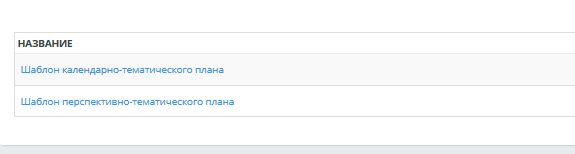 НАЗВАНИЕ
Шаблон календарно-тематического плана
Шаблон перспективно-тематического плана